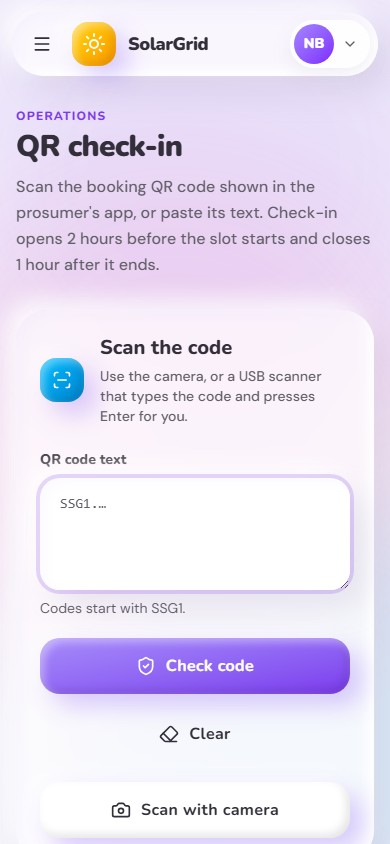 SolarGrid
NB
OPERATIONS
QR check-in
Scan the booking QR code shown in the
prosumer's app, or paste its text. Check-in
opens 2 hours before the slot starts and closes
1 hour after it ends.
Scan the code
Use the camera, or a USB scanner
that types the code and presses
Enter for you.
QR code text
SSG1.…
Codes start with SSG1.
Check code
Clear
Scan with camera